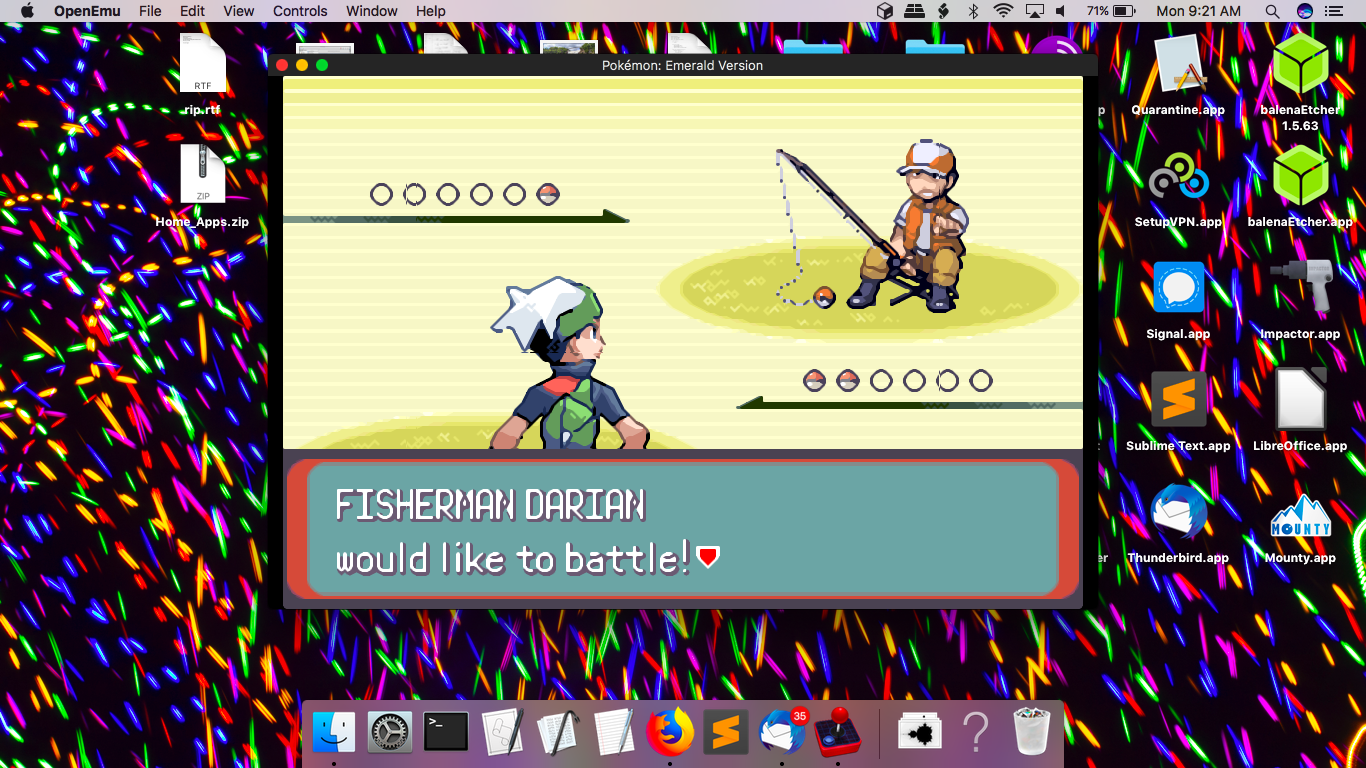 OpenEmu File Edit View Controls Window Help 71% Mon 9:21 AM
Pokémon: Emerald Version
RTF
rip.rtf
ZIP
Home_Apps.zip
FISHERMAN DARIAN
would like to battle!
Quarantine.app
balenaEtcher
1.5.63
SetupVPN.app
balenaEtcher.app
Signal.app
Impactor.app
Sublime Text.app
LibreOffice.app
Thunderbird.app
MOUNTY
Mounty.app
>_
35
?